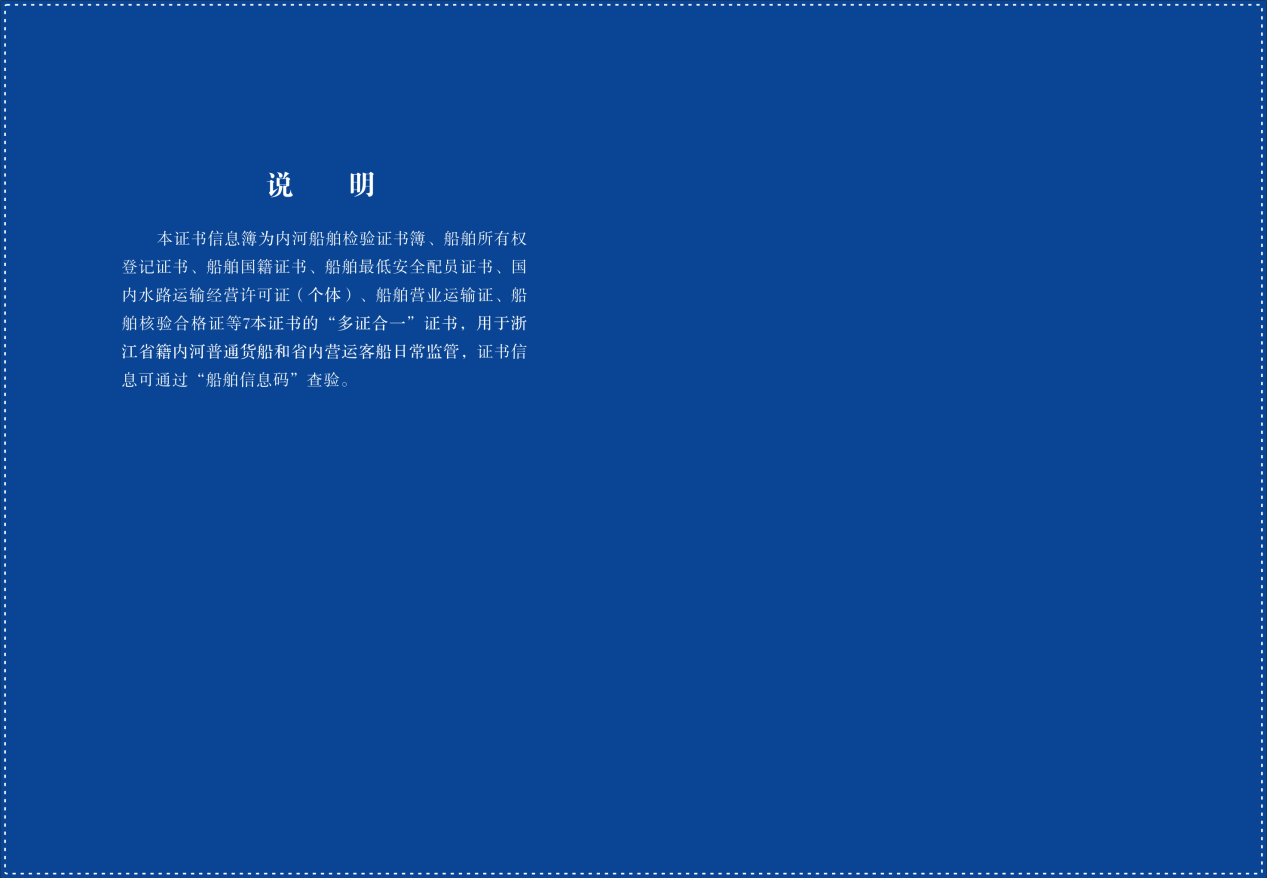 说 明
本证书信息簿为内河船舶检验证书簿、船舶所有权
登记证书、船舶国籍证书、船舶最低安全配员证书、国
内水路运输经营许可证（个体）、船舶营业运输证、船
舶核验合格证等7本证书的“多证合一”证书，用于浙
江省籍内河普通货船和省内营运客船日常监管，证书信
息可通过“船舶信息码”查验。